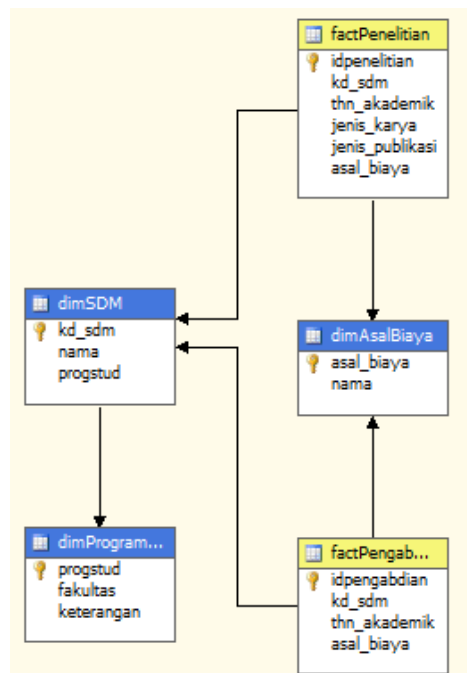 factPenelitian
idpenelitian
kd_sdm
thn_akademik
jenis_karya
jenis_publikasi
asal_biaya
dimSDM
kd_sdm
nama
progstud
dimAsalBiaya
asal_biaya
nama
dimProgram...
progstud
fakultas
keterangan
factPengab...
idpengabdian
kd_sdm
thn_akademik
asal_biaya